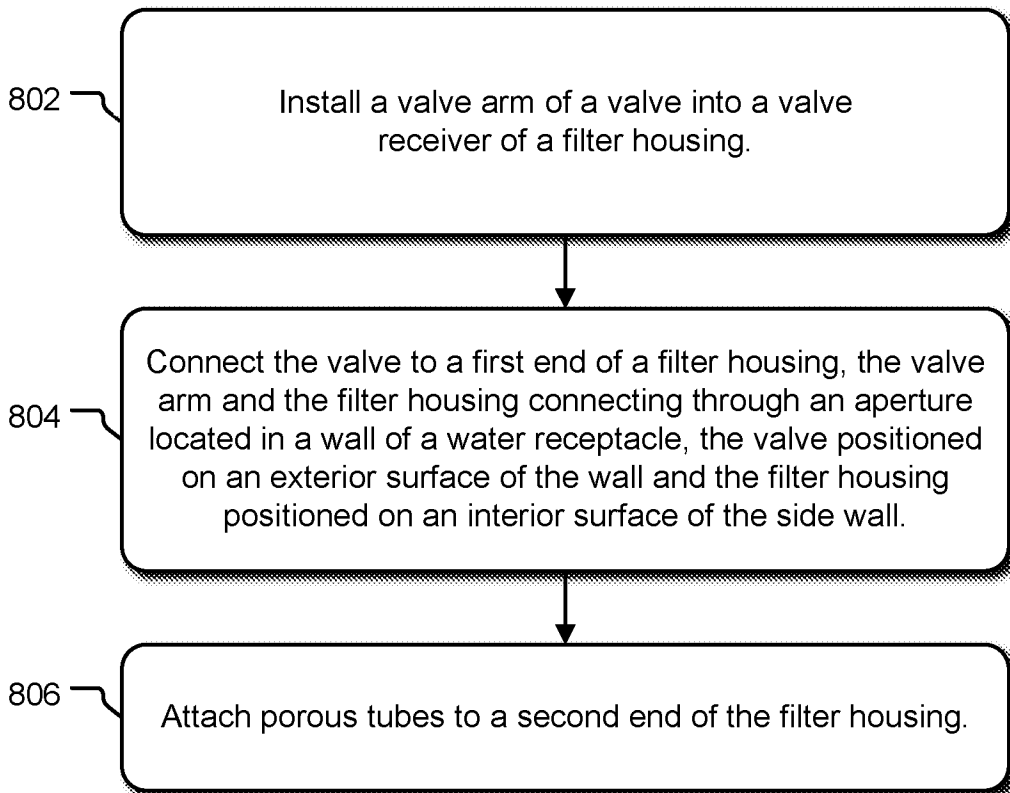 802
Install a valve arm of a valve into a valve
receiver of a filter housing.
804
Connect the valve to a first end of a filter housing, the valve
arm and the filter housing connecting through an aperture
located in a wall of a water receptacle, the valve positioned
on an exterior surface of the wall and the filter housing
positioned on an interior surface of the side wall.
806
Attach porous tubes to a second end of the filter housing.